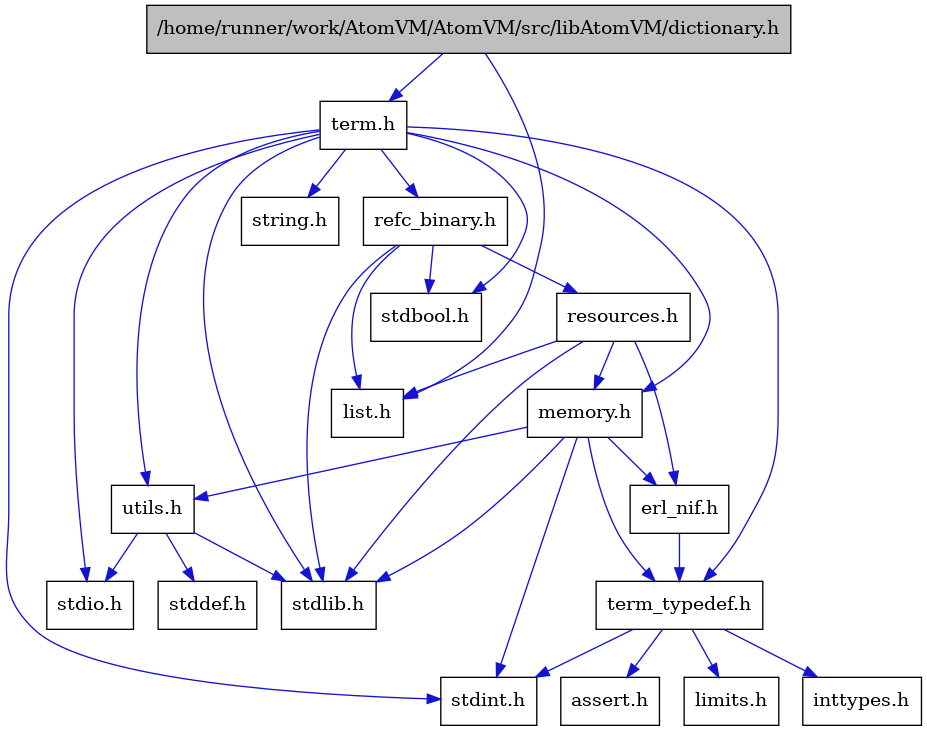 /home/runner/work/AtomVM/AtomVM/src/libAtomVM/dictionary.h
term.h
string.h
refc_binary.h
stdbool.h
resources.h
list.h
memory.h
utils.h
erl_nif.h
stdio.h
stddef.h
stdlib.h
term_typedef.h
stdint.h
assert.h
limits.h
inttypes.h